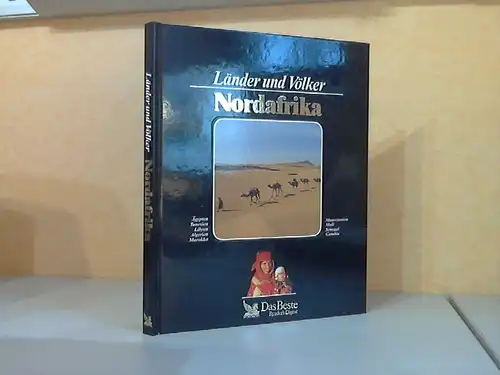 Länder und Völker
Nordafrika
Länder und Völker
Nordafrika
Ägypten
Tunesien
Libyen
Algerien
Marokko
Mauretanien
Mali
Senegal
Gambia
Das Beste
Reader's Digest